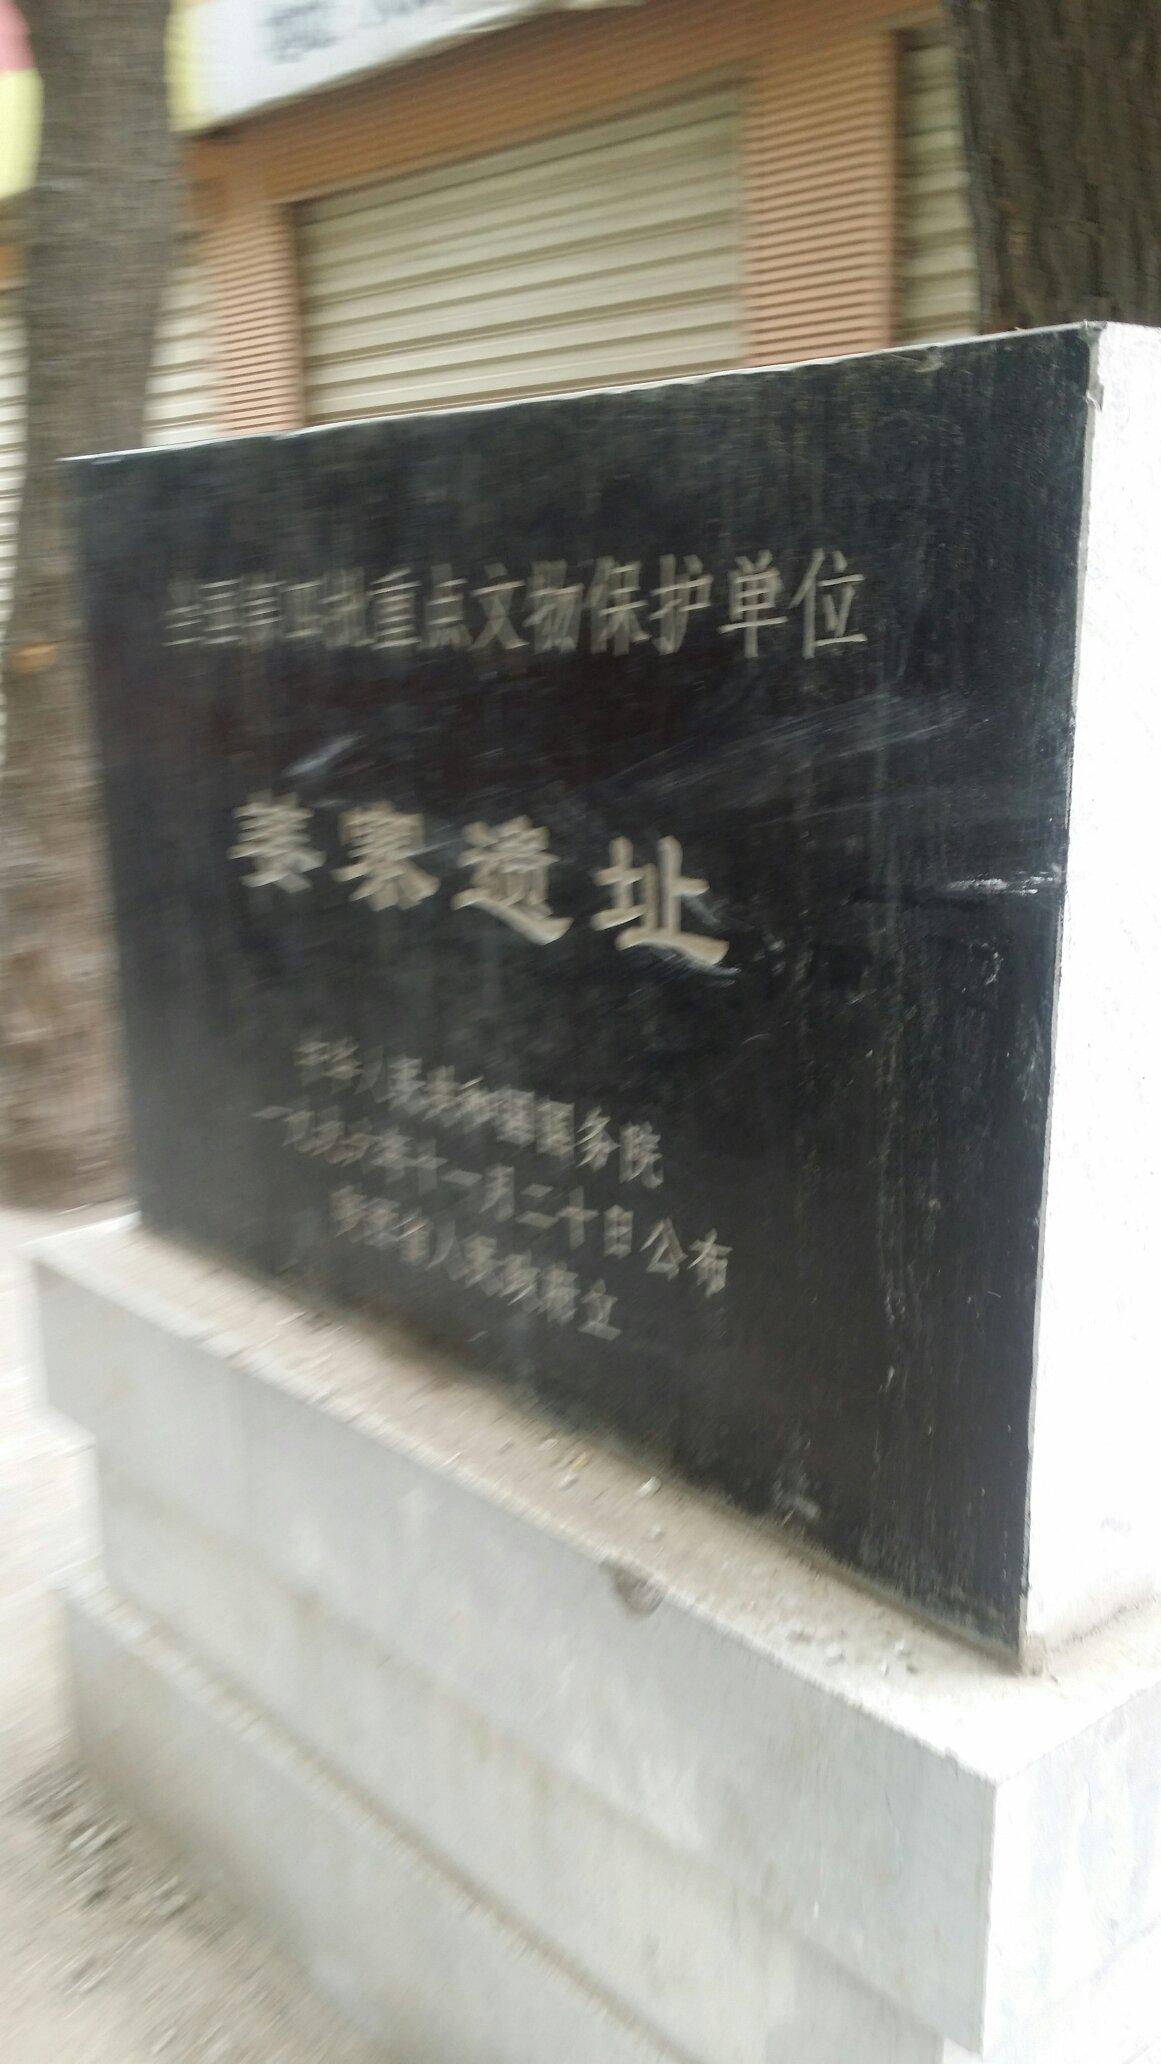 全国第四批重点文物保护单位
姜寨遗址
中华人民共和国国务院
一九九六年十一月二十日公布
陕西省人民政府立